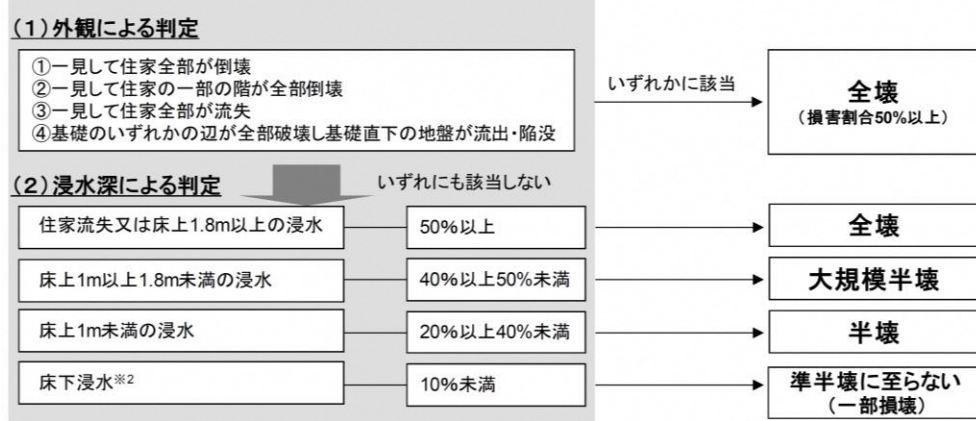 （１）外観による判定
①一見して住家全部が倒壊
②一見して住家の一部の階が全部倒壊
③一見して住家全部が流失
④基礎のいずれかの辺が全部破壊し基礎直下の地盤が流出・陥没
いずれかに該当
全壊
（損害割合50%以上）
（２）浸水深による判定
いずれにも該当しない
住家流失又は床上1.8m以上の浸水
50%以上
全壊
床上1m以上1.8m未満の浸水
40%以上50%未満
大規模半壊
床上1m未満の浸水
20%以上40%未満
半壊
床下浸水※2
10%未満
準半壊に至らない
（一部損壊）